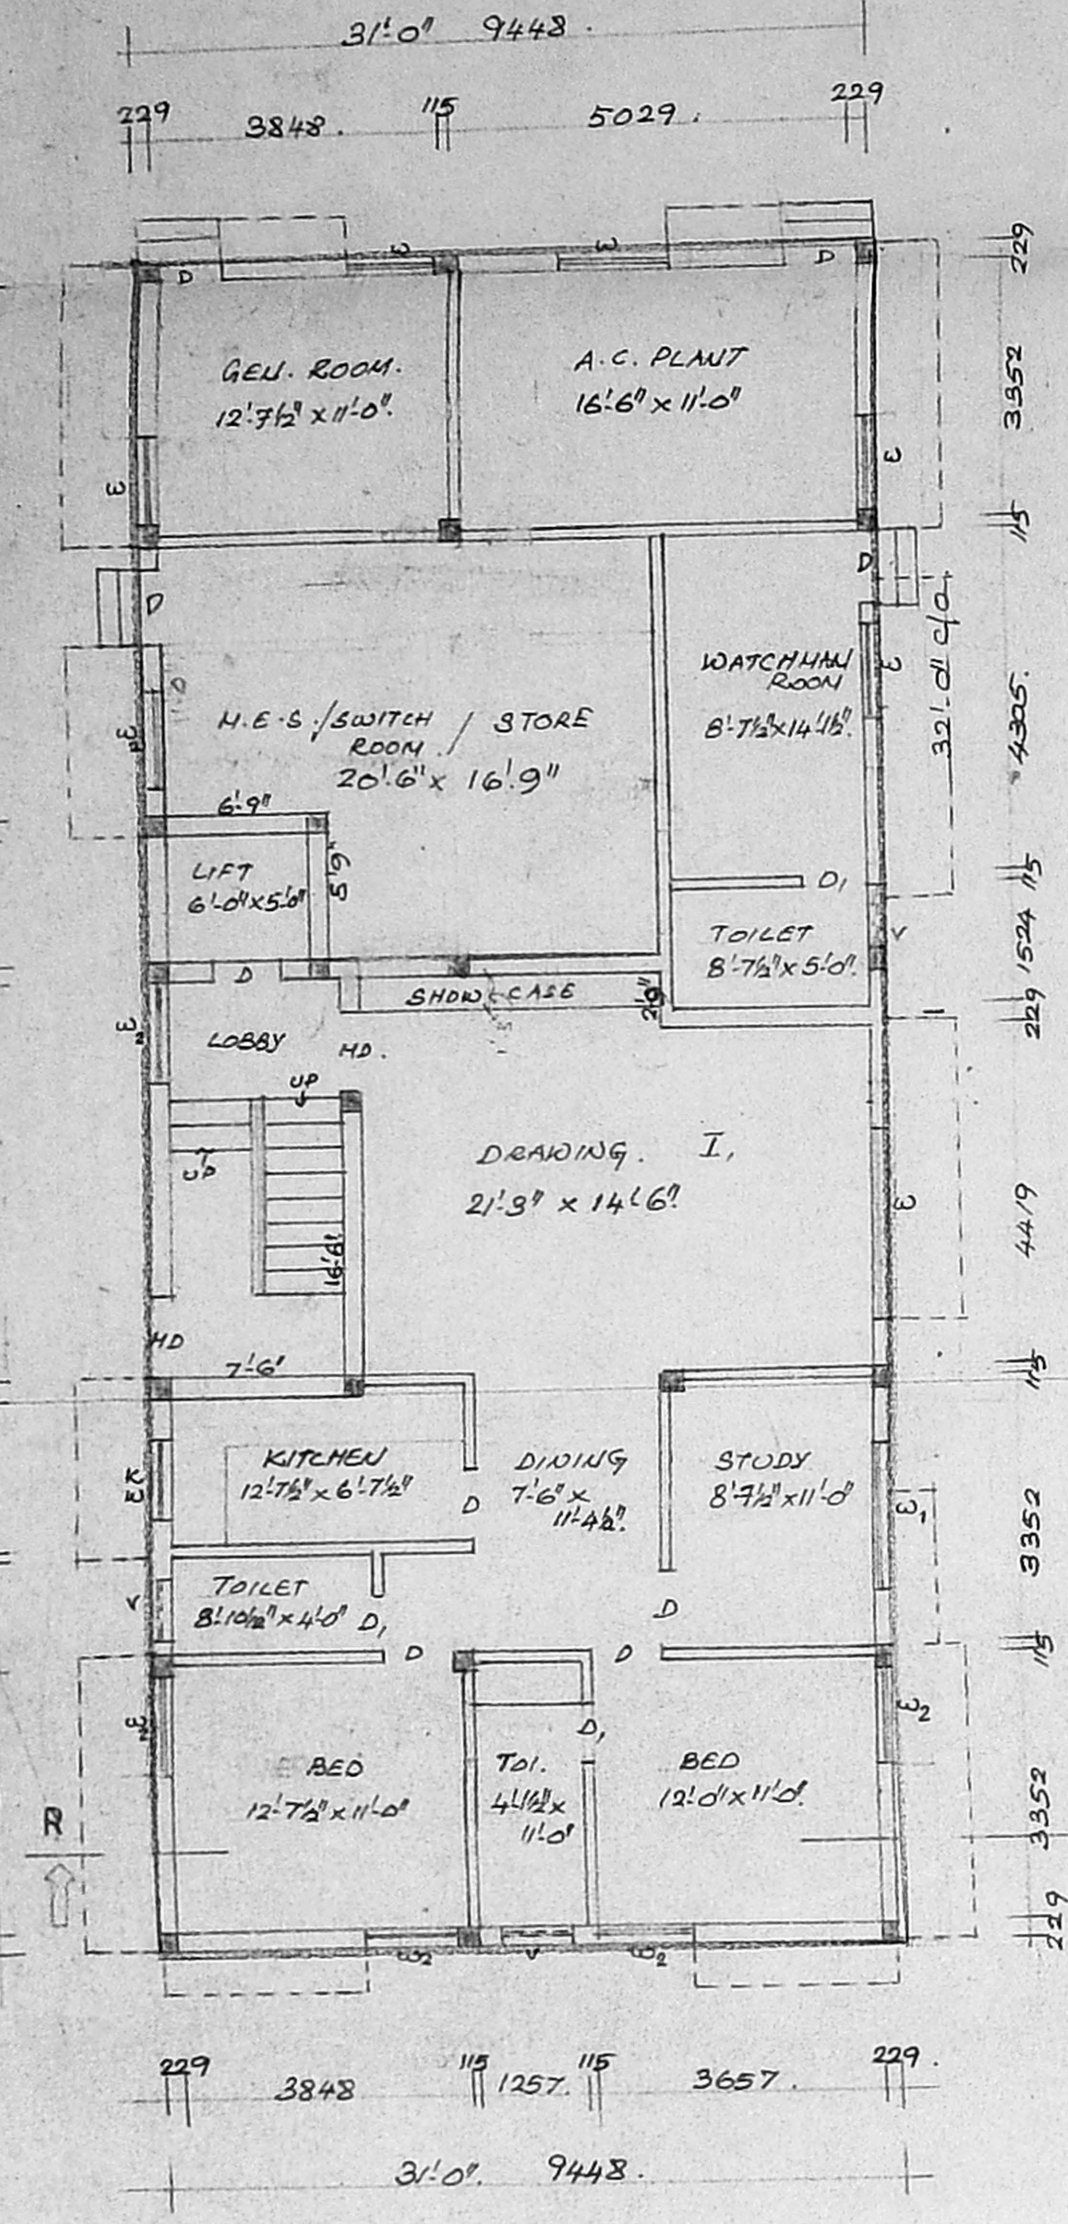 31'-0" 9448.
229 3848. 115 5029. 229
D W W D
229
GEN. ROOM.
12'-7½" x 11'-0".
A.C. PLANT
16'-6" x 11'-0"
3352
W W
115
D D
WATCHMAN
ROOM
8'-7½" x 14'-1½".
W
32'-0" C/O
4305.
M.E.S./SWITCH / STORE
ROOM.
20'-6" x 16'-9"
6'-9"
LIFT
6'-0" x 5'-0"
5'-9"
D1
115
TOILET
8'-7½" x 5'-0".
V
1524
D
SHOW-CASE
2'-9"
229
W2
LOBBY HD.
UP
UP
DRAWING. I,
21'-3" x 14'-6".
W
4419
16'-6"
HD
7'-6"
115
KITCHEN
12'-7½" x 6'-7½"
D
DINING
7'-6" x
11'-4½".
STUDY
8'-7½" x 11'-0"
W1
3352
KW
TOILET
8'-10½" x 4'-0"
D1
V
D
D D
115
W2 W2
D1
BED
12'-7½" x 11'-0"
TOI.
4'-1½" x
11'-0"
BED
12'-0" x 11'-0".
3352
R
229
W2 V W2
229 3848 115 1257. 115 3657. 229.
31'-0". 9448.